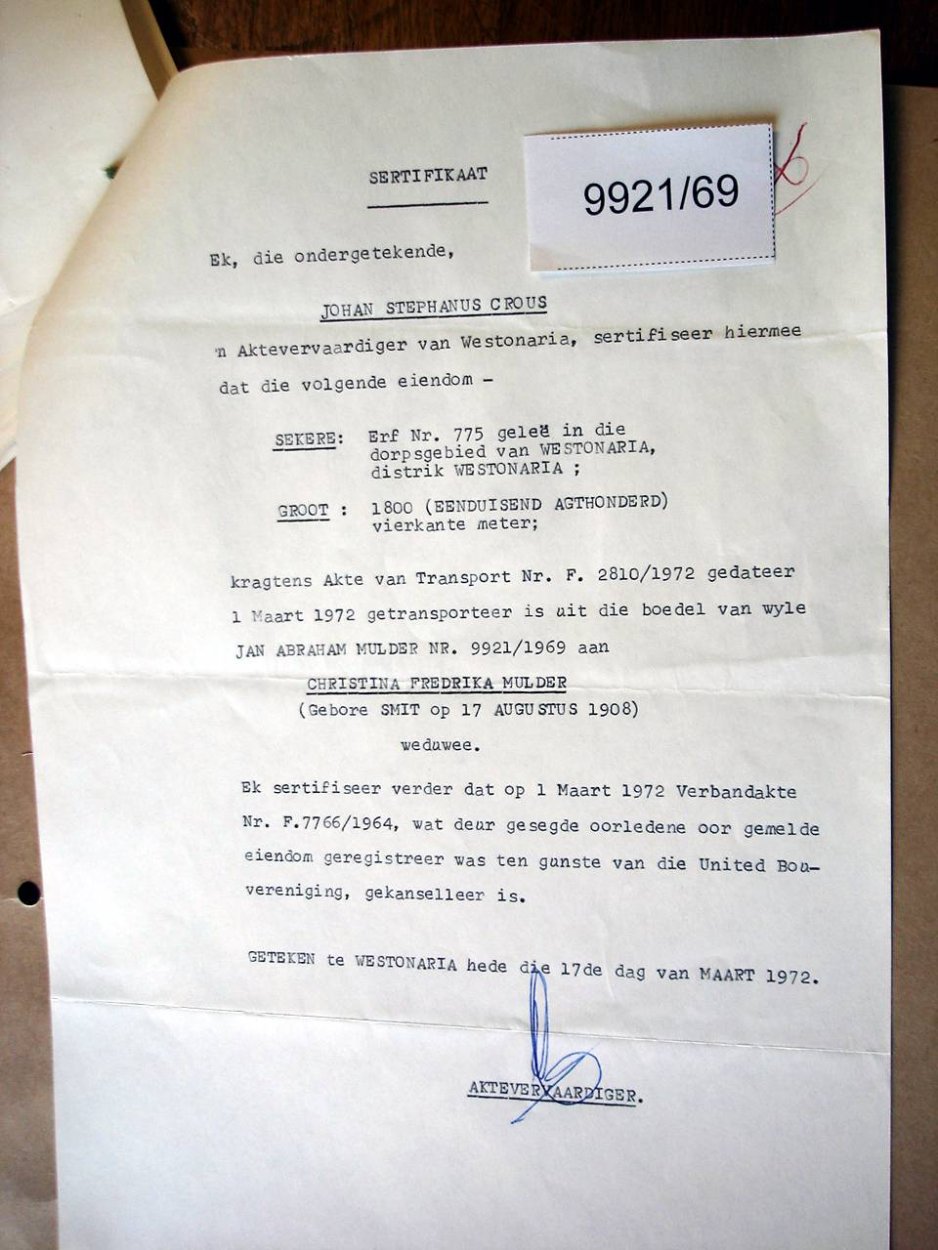 9921/69
SERTIFIKAAT
Ek, die ondergetekende,
JOHAN STEPHANUS CROUS
'n Aktevervaardiger van Westonaria, sertifiseer hiermee
dat die volgende eiendom -
SEKERE: Erf Nr. 775 geleë in die
dorpsgebied van WESTONARIA,
distrik WESTONARIA ;
GROOT : 1800 (EENDUISEND AGTHONDERD)
vierkante meter;
kragtens Akte van Transport Nr. F. 2810/1972 gedateer
1 Maart 1972 getransporteer is uit die boedel van wyle
JAN ABRAHAM MULDER NR. 9921/1969 aan
CHRISTINA FREDRIKA MULDER
(Gebore SMIT op 17 AUGUSTUS 1908)
weduwee.
Ek sertifiseer verder dat op 1 Maart 1972 Verbandakte
Nr. F.7766/1964, wat deur gesegde oorledene oor gemelde
eiendom geregistreer was ten gunste van die United Bou-
vereniging, gekanselleer is.
GETEKEN te WESTONARIA hede die 17de dag van MAART 1972.
AKTEVERVAARDIGER.